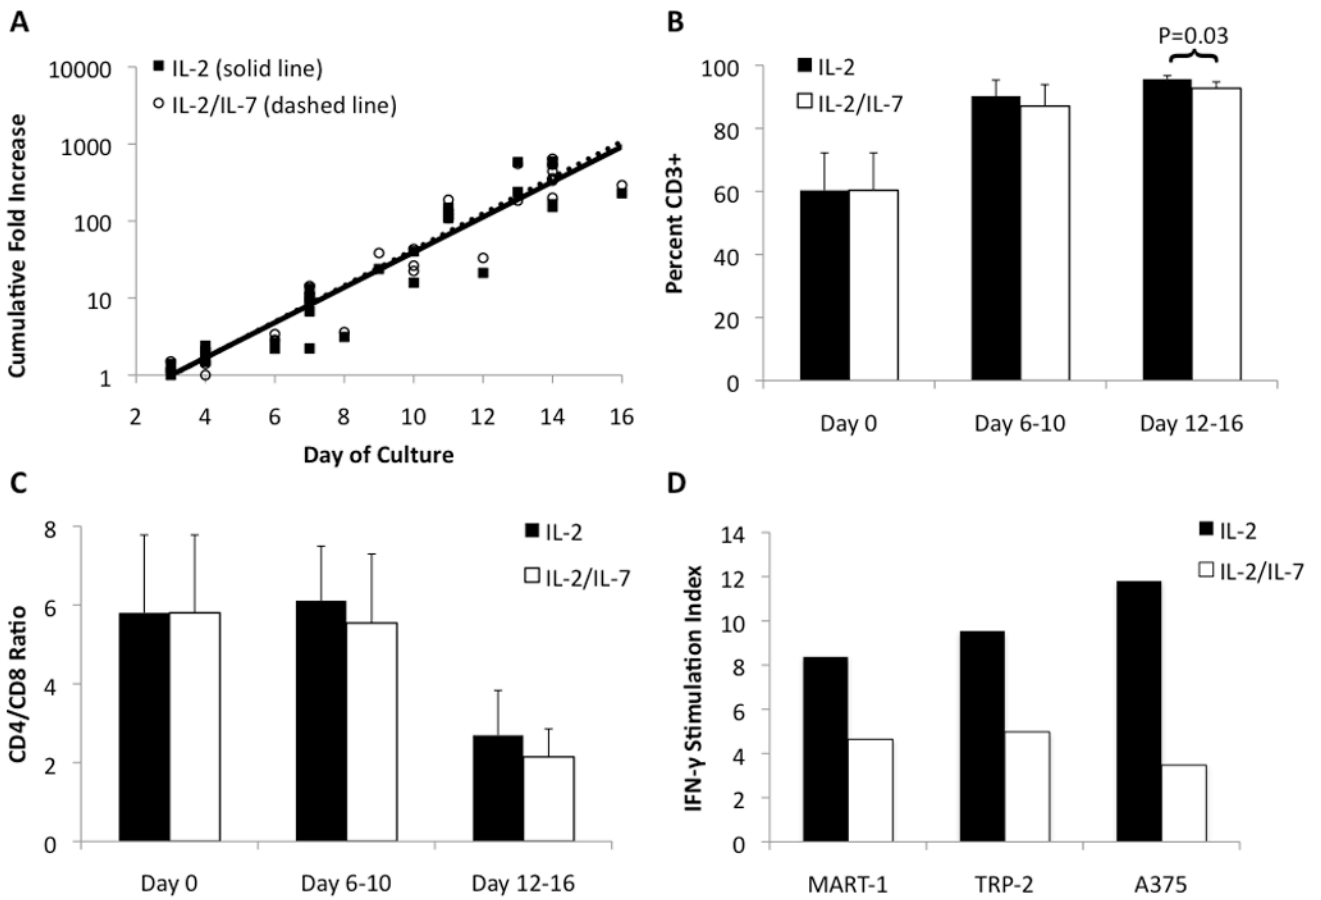 A
10000
1000
100
10
1
IL-2 (solid line)
IL-2/IL-7 (dashed line)
Cumulative Fold Increase
2 4 6 8 10 12 14 16
Day of Culture
B
P=0.03
100
80
60
40
20
0
IL-2
IL-2/IL-7
Percent CD3+
Day 0 Day 6-10 Day 12-16
C
8
6
4
2
0
IL-2
IL-2/IL-7
CD4/CD8 Ratio
Day 0 Day 6-10 Day 12-16
D
14
12
10
8
6
4
2
0
IL-2
IL-2/IL-7
IFN-γ Stimulation Index
MART-1 TRP-2 A375